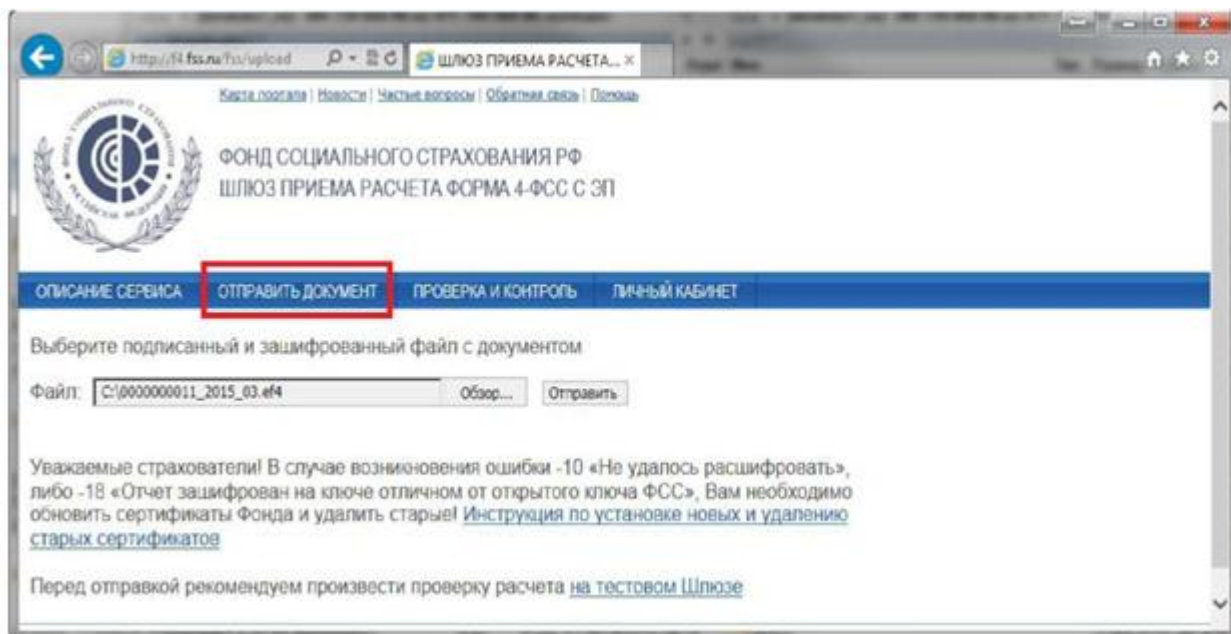 http://f4.fss.ru/fss/upload
ШЛЮЗ ПРИЕМА РАСЧЕТА...
Карта портала | Новости | Частые вопросы | Обратная связь | Помощь
ФОНД СОЦИАЛЬНОГО СТРАХОВАНИЯ РФ
ШЛЮЗ ПРИЕМА РАСЧЕТА ФОРМА 4-ФСС С ЭП
ОПИСАНИЕ СЕРВИСА ОТПРАВИТЬ ДОКУМЕНТ ПРОВЕРКА И КОНТРОЛЬ ЛИЧНЫЙ КАБИНЕТ
Выберите подписанный и зашифрованный файл с документом
Файл: C:\0000000011_2015_03.ef4 Обзор... Отправить
Уважаемые страхователи! В случае возникновения ошибки -10 «Не удалось расшифровать»,
либо -18 «Отчет зашифрован на ключе отличном от открытого ключа ФСС», Вам необходимо
обновить сертификаты Фонда и удалить старые! Инструкция по установке новых и удалению
старых сертификатов
Перед отправкой рекомендуем произвести проверку расчета на тестовом Шлюзе